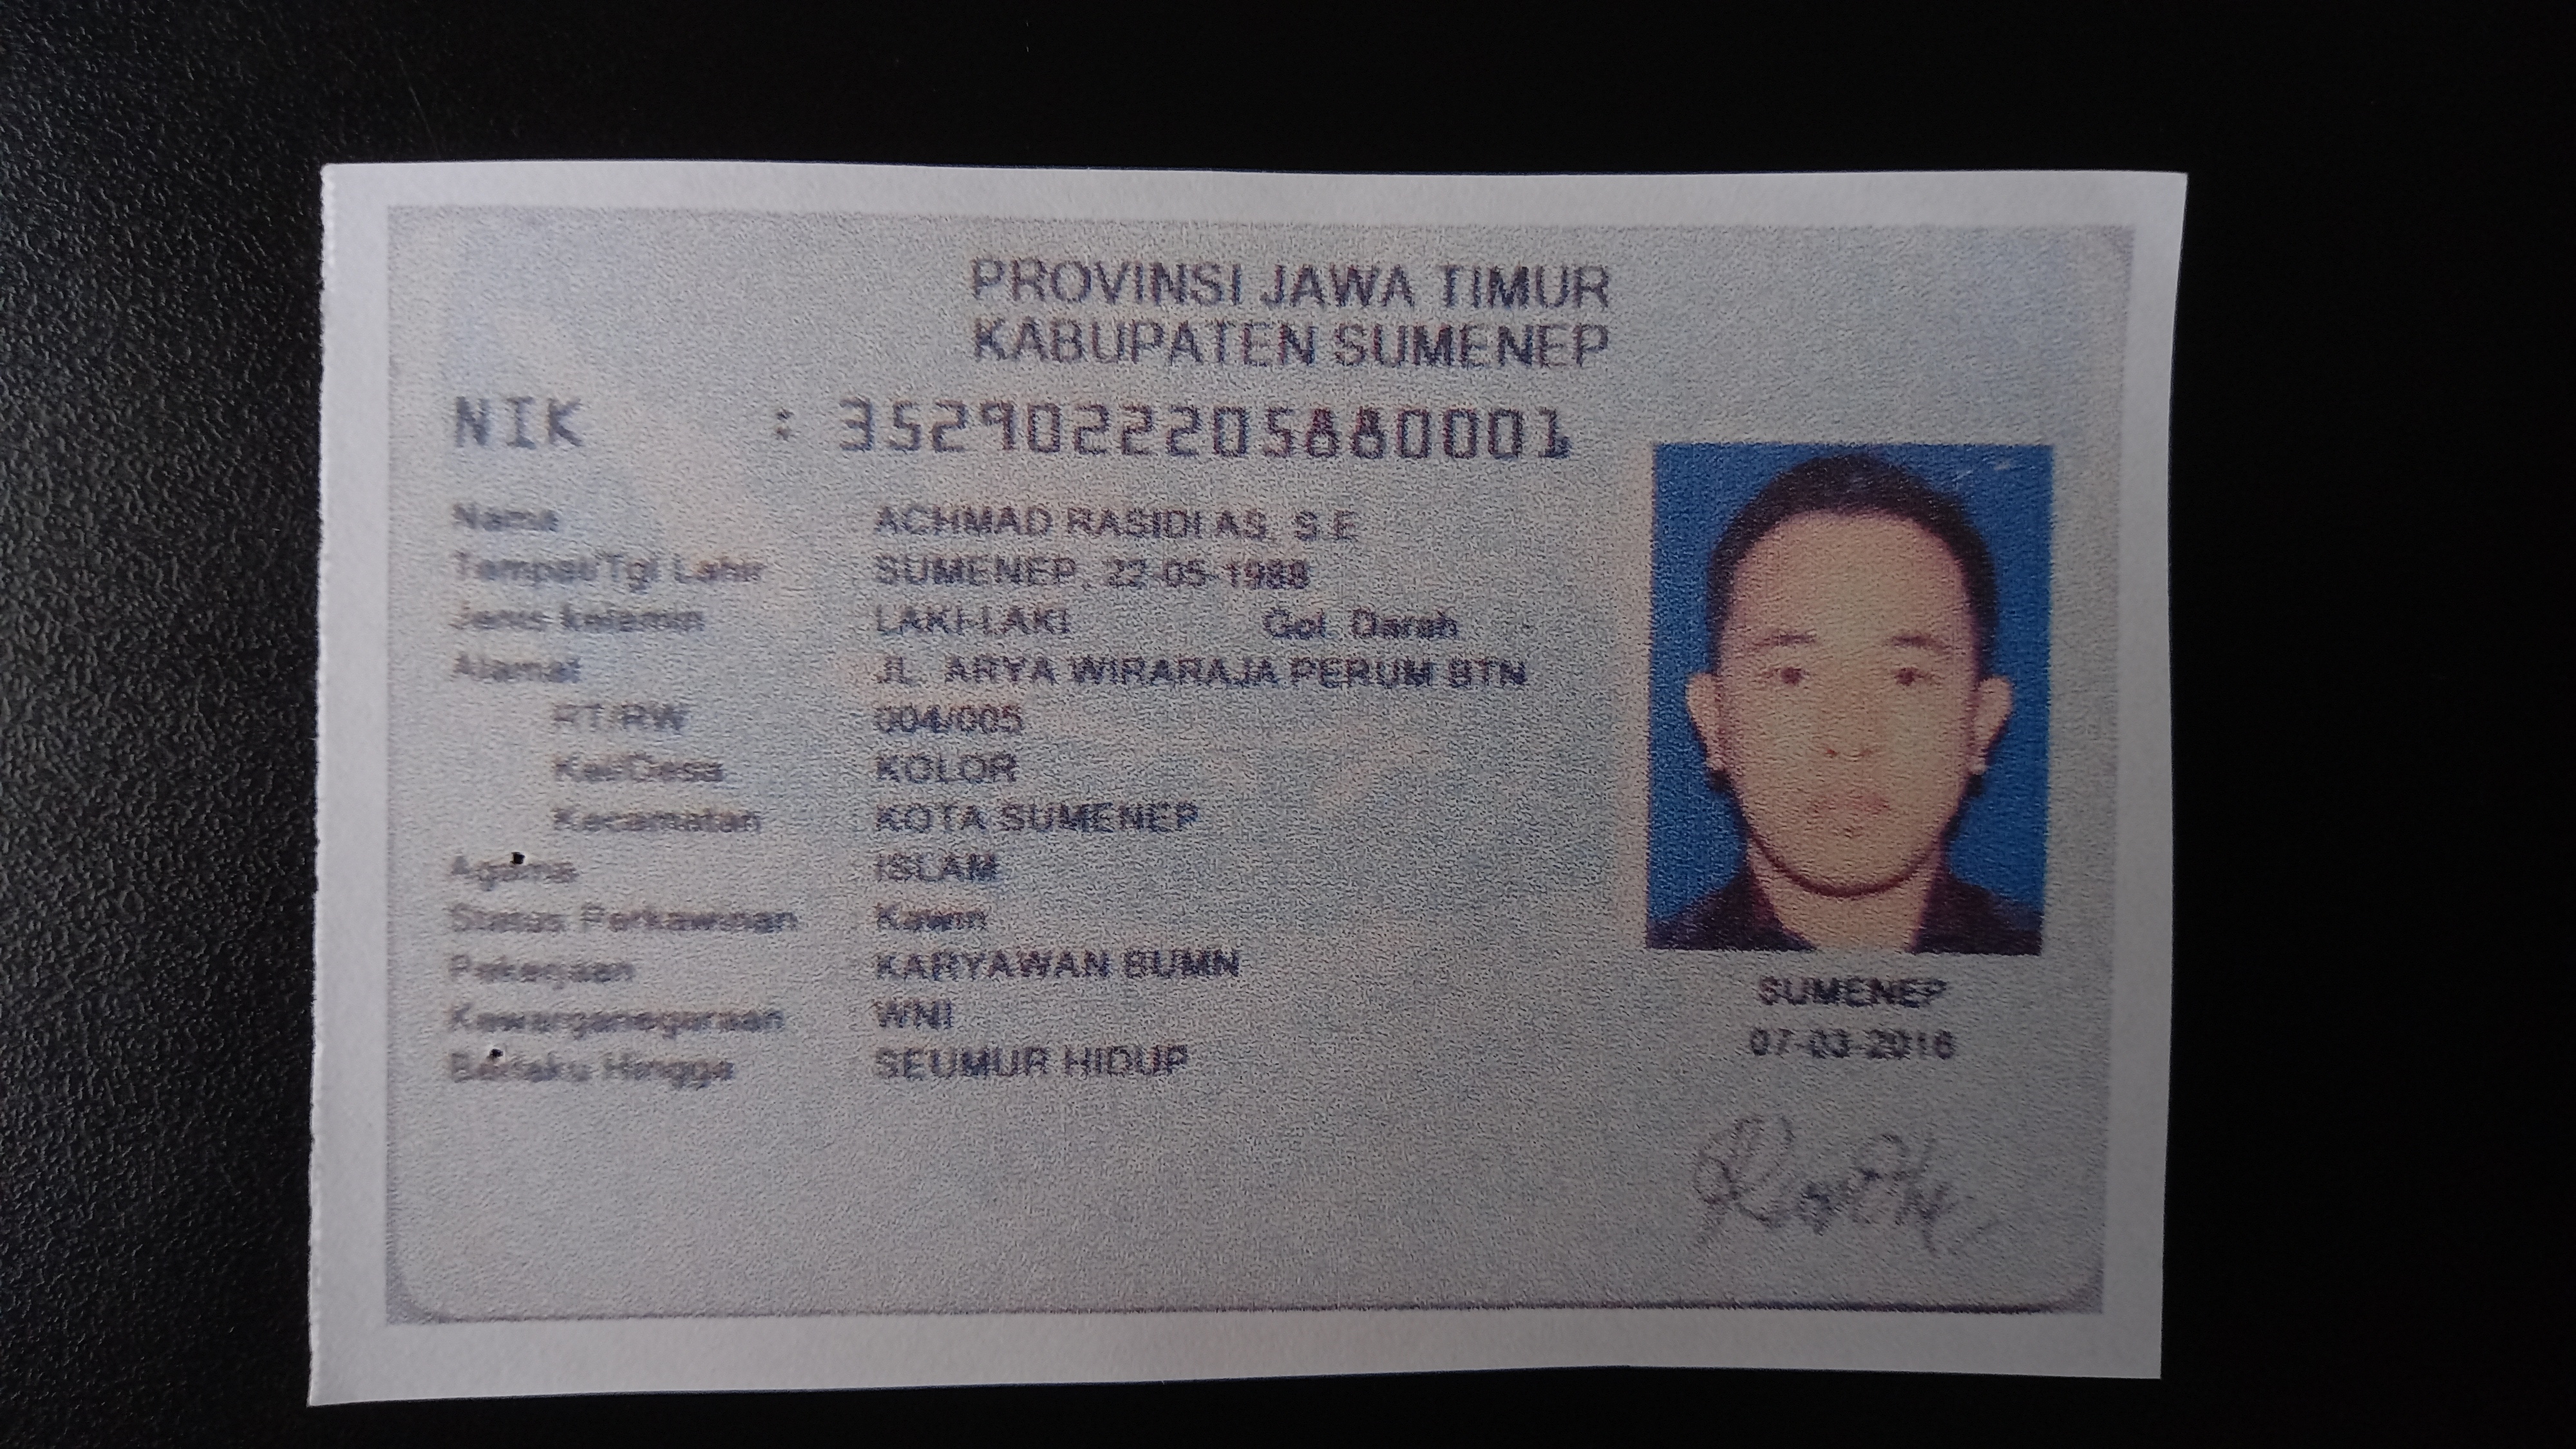 PROVINSI JAWA TIMUR
KABUPATEN SUMENEP
NIK : 3529022205880001
Nama ACHMAD RASIDI AS, S.E
Tempat/Tgl Lahir SUMENEP, 22-05-1988
Jenis kelamin LAKI-LAKI Gol. Darah -
Alamat JL. ARYA WIRARAJA PERUM BTN
RT/RW 004/005
Kel/Desa KOLOR
Kecamatan KOTA SUMENEP
Agama ISLAM
Status Perkawinan Kawin
Pekerjaan KARYAWAN BUMN
Kewarganegaraan WNI
Berlaku Hingga SEUMUR HIDUP
SUMENEP
07-03-2016